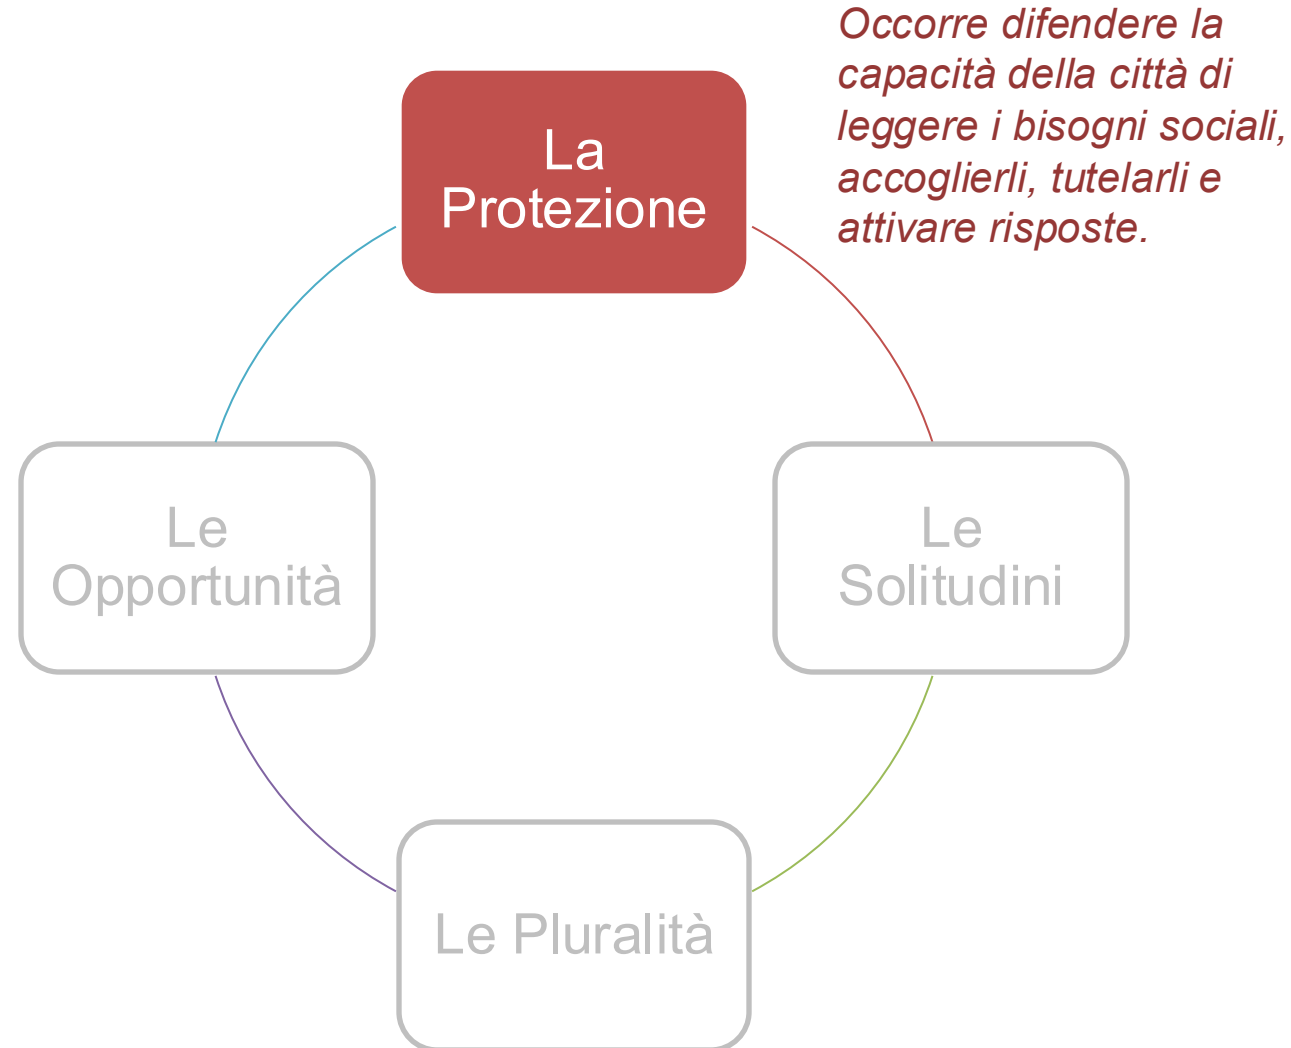 Occorre difendere la
capacità della città di
leggere i bisogni sociali,
accoglierli, tutelarli e
attivare risposte.
La
Protezione
Le
Opportunità
Le
Solitudini
Le Pluralità